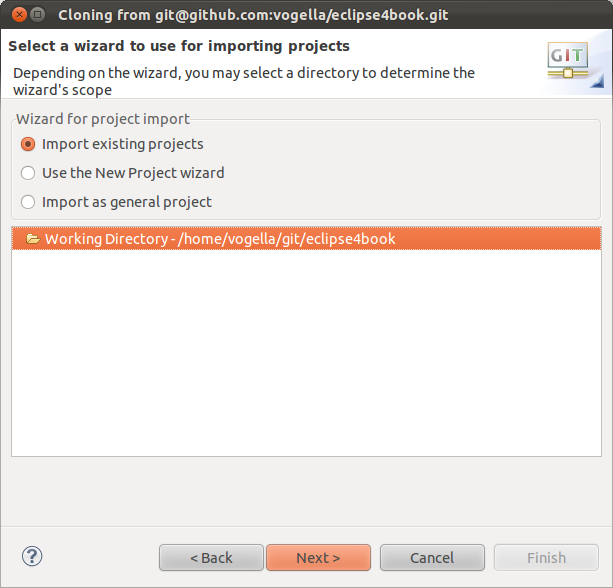 Cloning from git@github.com:vogella/eclipse4book.git
Select a wizard to use for importing projects
Depending on the wizard, you may select a directory to determine the
wizard's scope
GIT
Wizard for project import
Import existing projects
Use the New Project wizard
Import as general project
Working Directory - /home/vogella/git/eclipse4book
?
< Back
Next >
Cancel
Finish